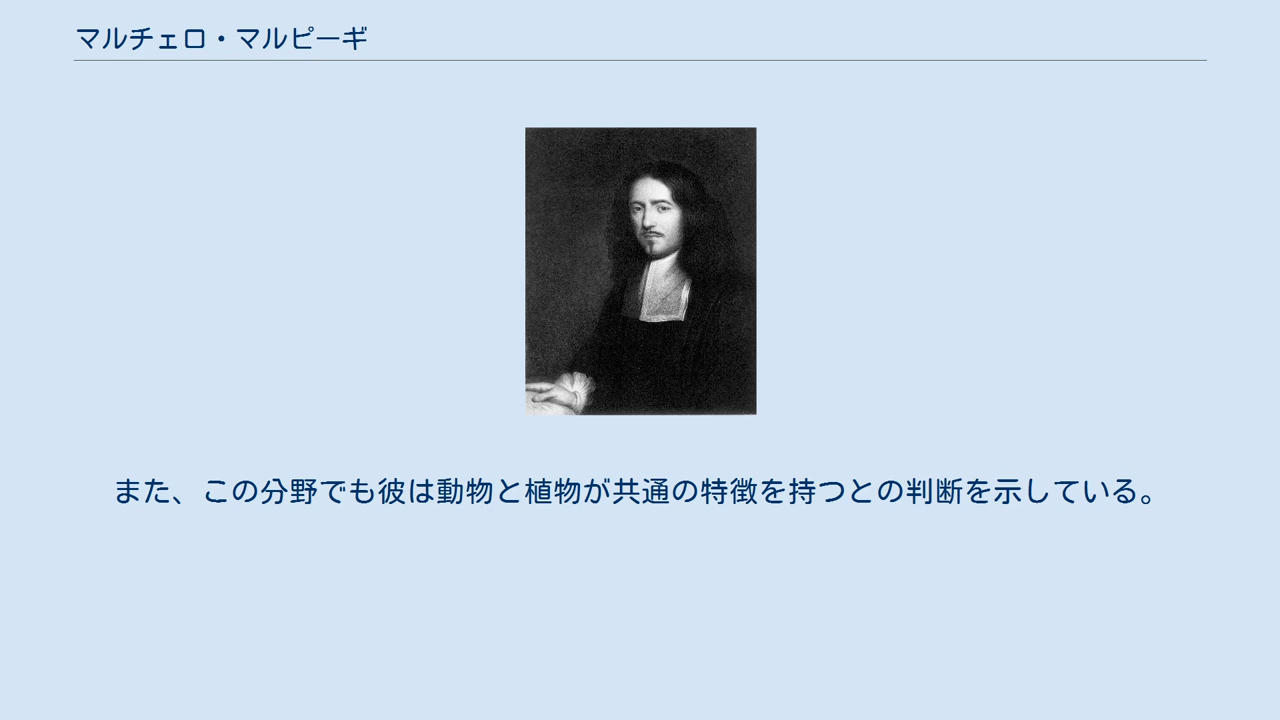 マルチェロ・マルピーギ
また、この分野でも彼は動物と植物が共通の特徴を持つとの判断を示している。